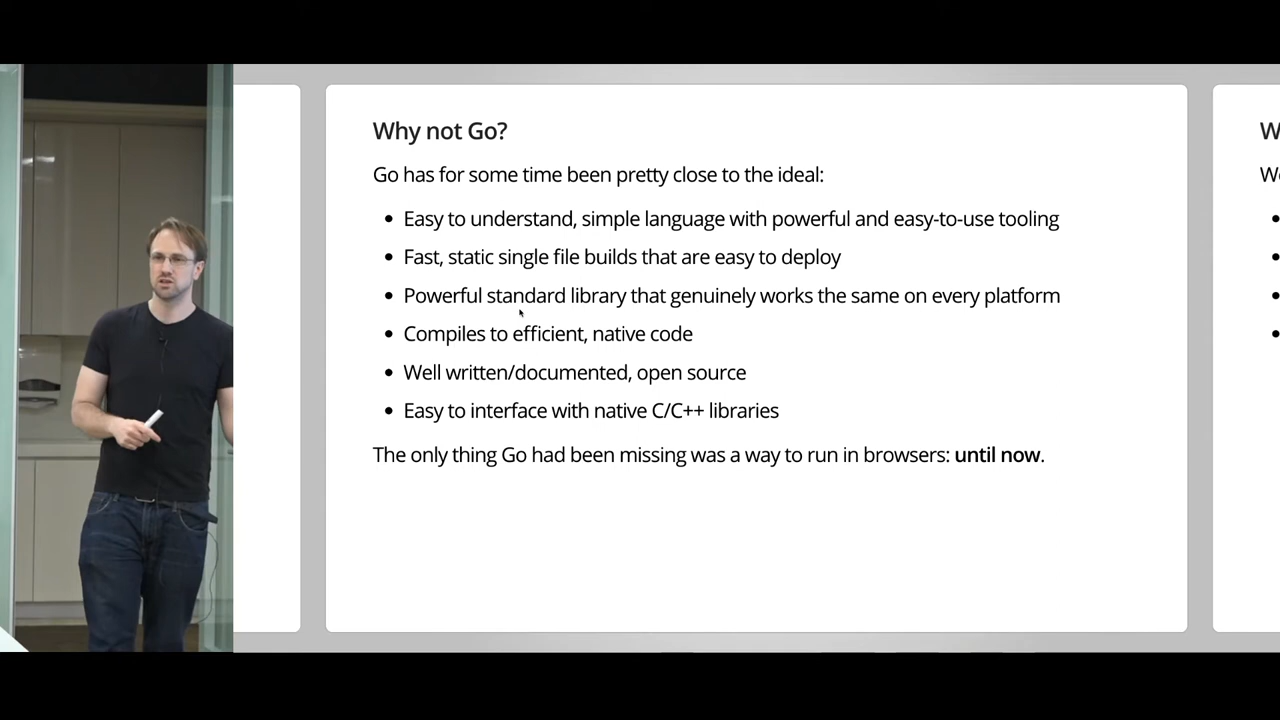 Why not Go?
Go has for some time been pretty close to the ideal:
• Easy to understand, simple language with powerful and easy-to-use tooling
• Fast, static single file builds that are easy to deploy
• Powerful standard library that genuinely works the same on every platform
• Compiles to efficient, native code
• Well written/documented, open source
• Easy to interface with native C/C++ libraries
The only thing Go had been missing was a way to run in browsers: until now.